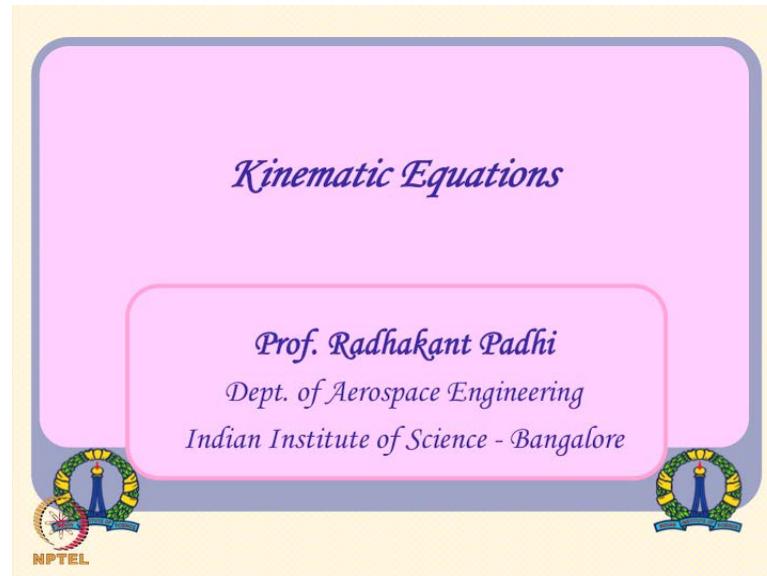 Kinematic Equations
Prof. Radhakant Padhi
Dept. of Aerospace Engineering
Indian Institute of Science - Bangalore
NPTEL